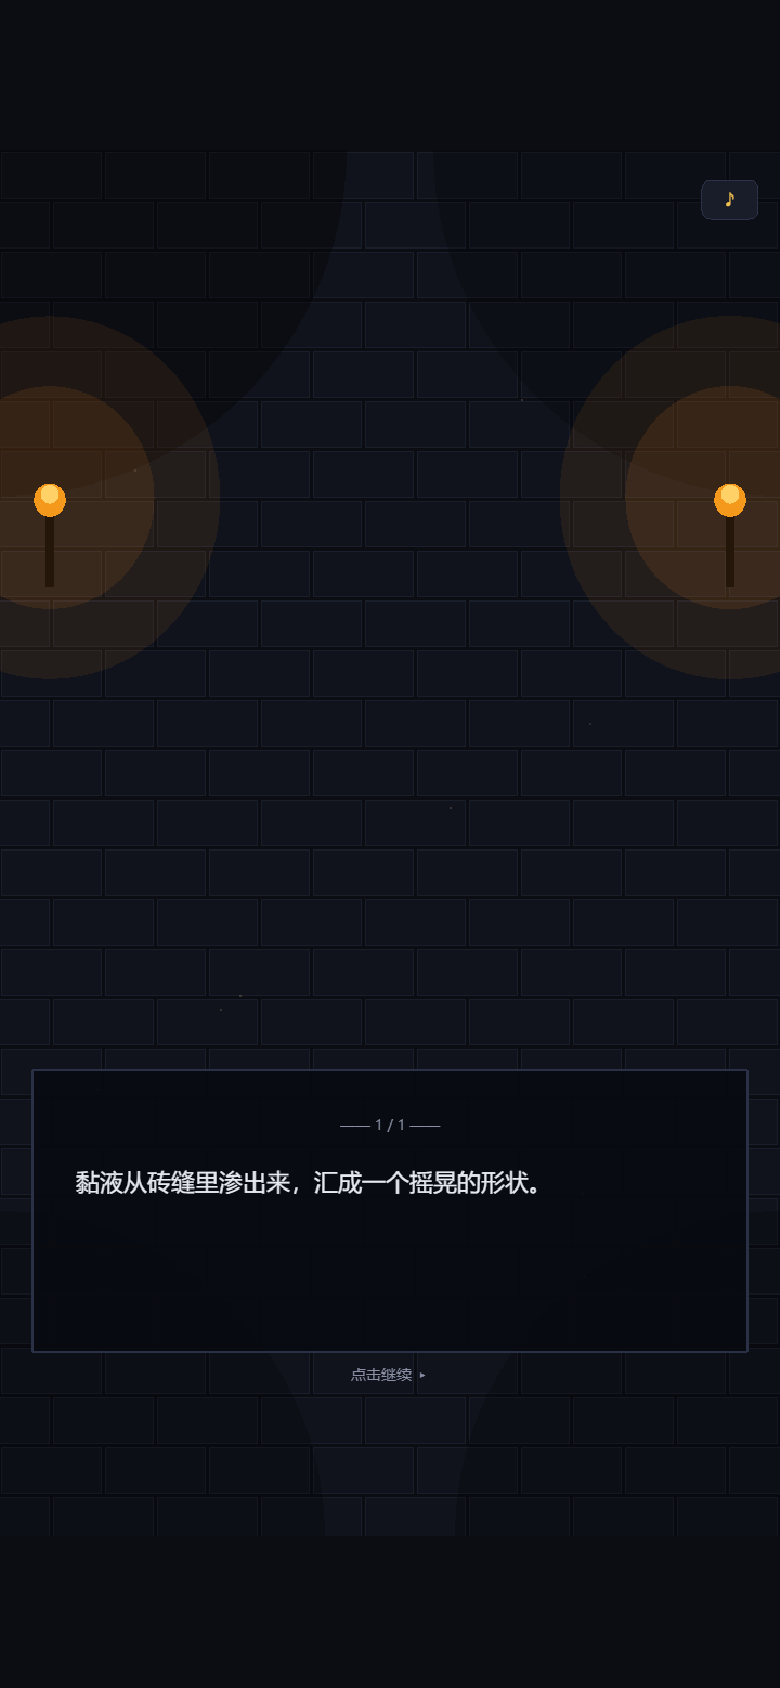 ♪
—— 1 / 1 ——
黏液从砖缝里渗出来，汇成一个摇晃的形状。
点击继续 ▸